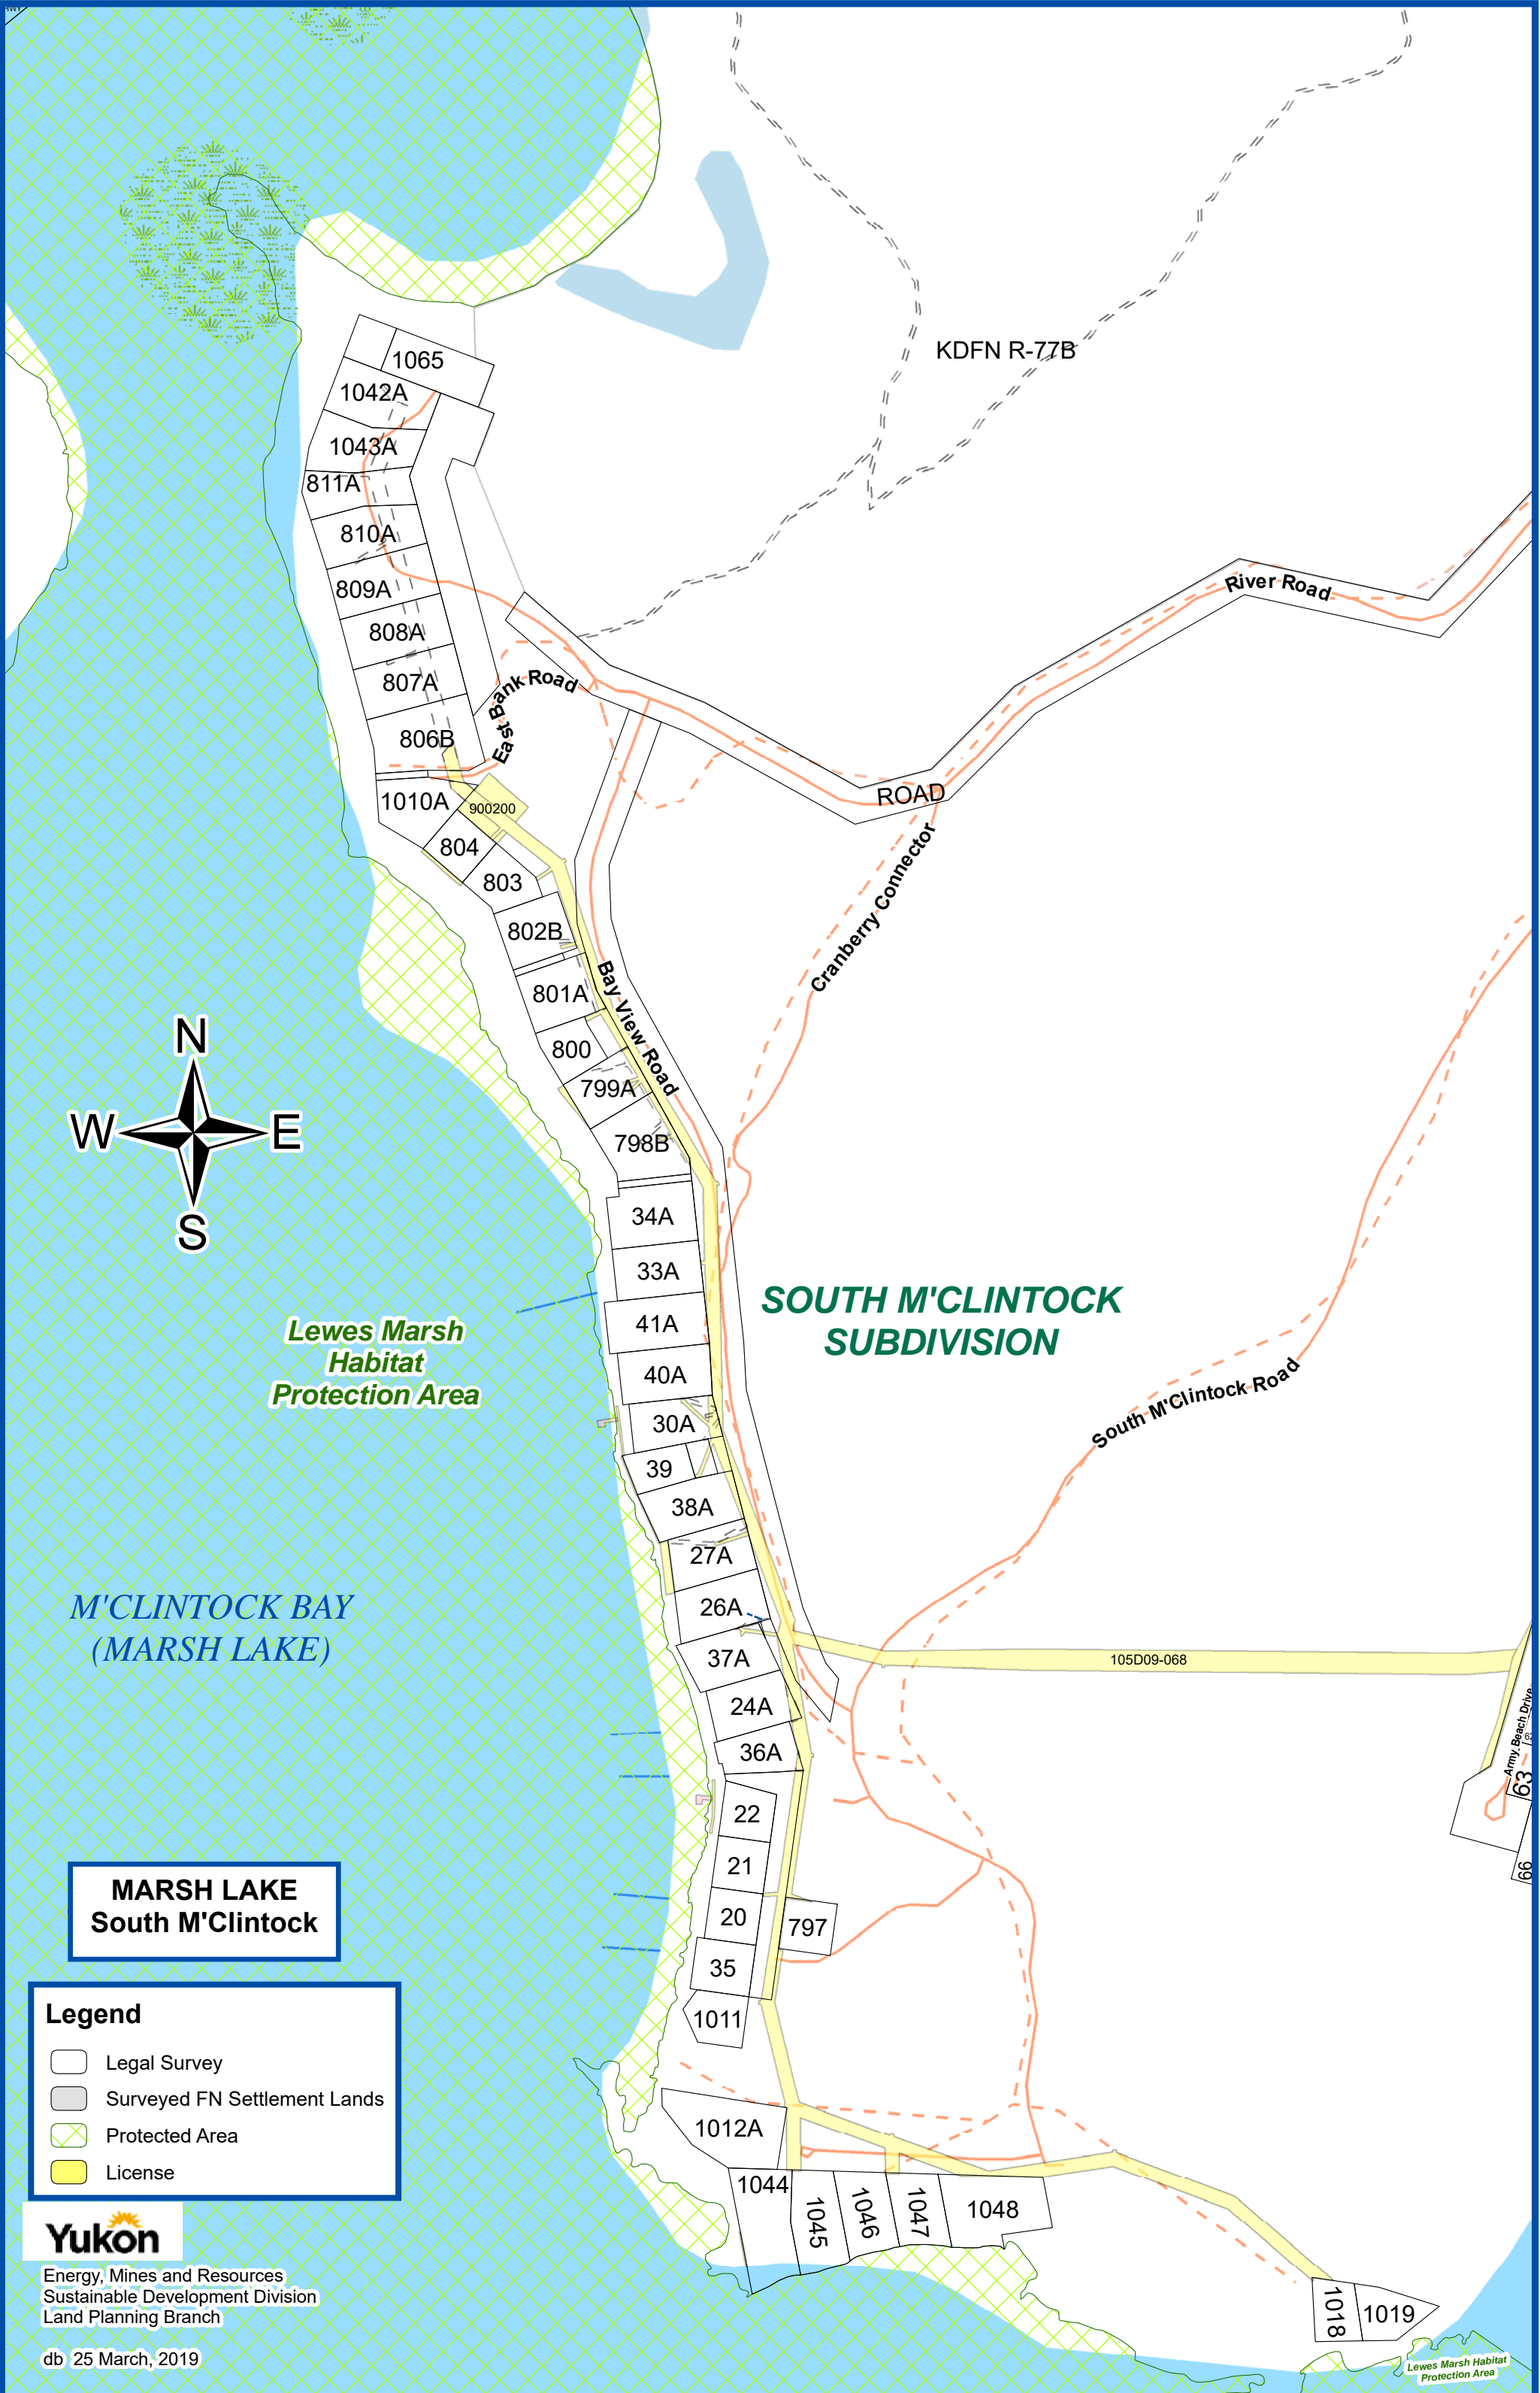 1065
1042A
KDFN R-77B
1043A
811A
810A
809A
River Road
808A
807A
East Bank Road
806B
ROAD
1010A
900200
804
803
Cranberry Connector
802B
801A
Bay View Road
800
799A
798B
N
W
E
S
34A
33A
41A
40A
30A
39
38A
27A
26A
37A
24A
36A
22
21
20
797
35
1011
SOUTH M'CLINTOCK
SUBDIVISION
Lewes Marsh
Habitat
Protection Area
South M'Clintock Road
M'CLINTOCK BAY
(MARSH LAKE)
105D09-068
Army Beach Drive
63
66
1012A
1044
1045
1046
1047
1048
1018
1019
Lewes Marsh Habitat
Protection Area
MARSH LAKE
South M'Clintock
Legend
Legal Survey
Surveyed FN Settlement Lands
Protected Area
License
Yukon
Energy, Mines and Resources
Sustainable Development Division
Land Planning Branch
db 25 March, 2019